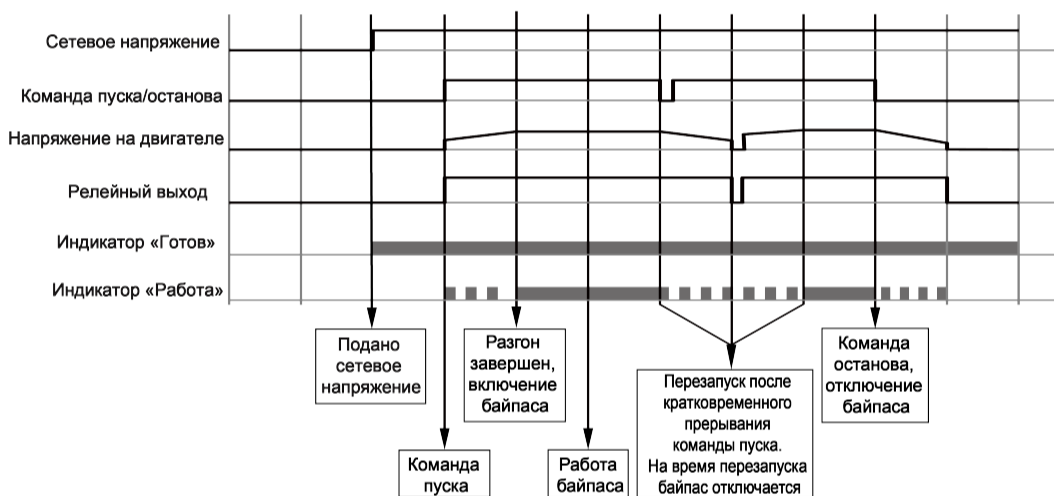 Сетевое напряжение
Команда пуска/останова
Напряжение на двигателе
Релейный выход
Индикатор «Готов»
Индикатор «Работа»
Подано
сетевое
напряжение
Разгон
завершен,
включение
байпаса
Перезапуск после
кратковременного
прерывания
команды пуска.
На время перезапуска
байпас отключается
Команда
останова,
отключение
байпаса
Команда
пуска
Работа
байпаса